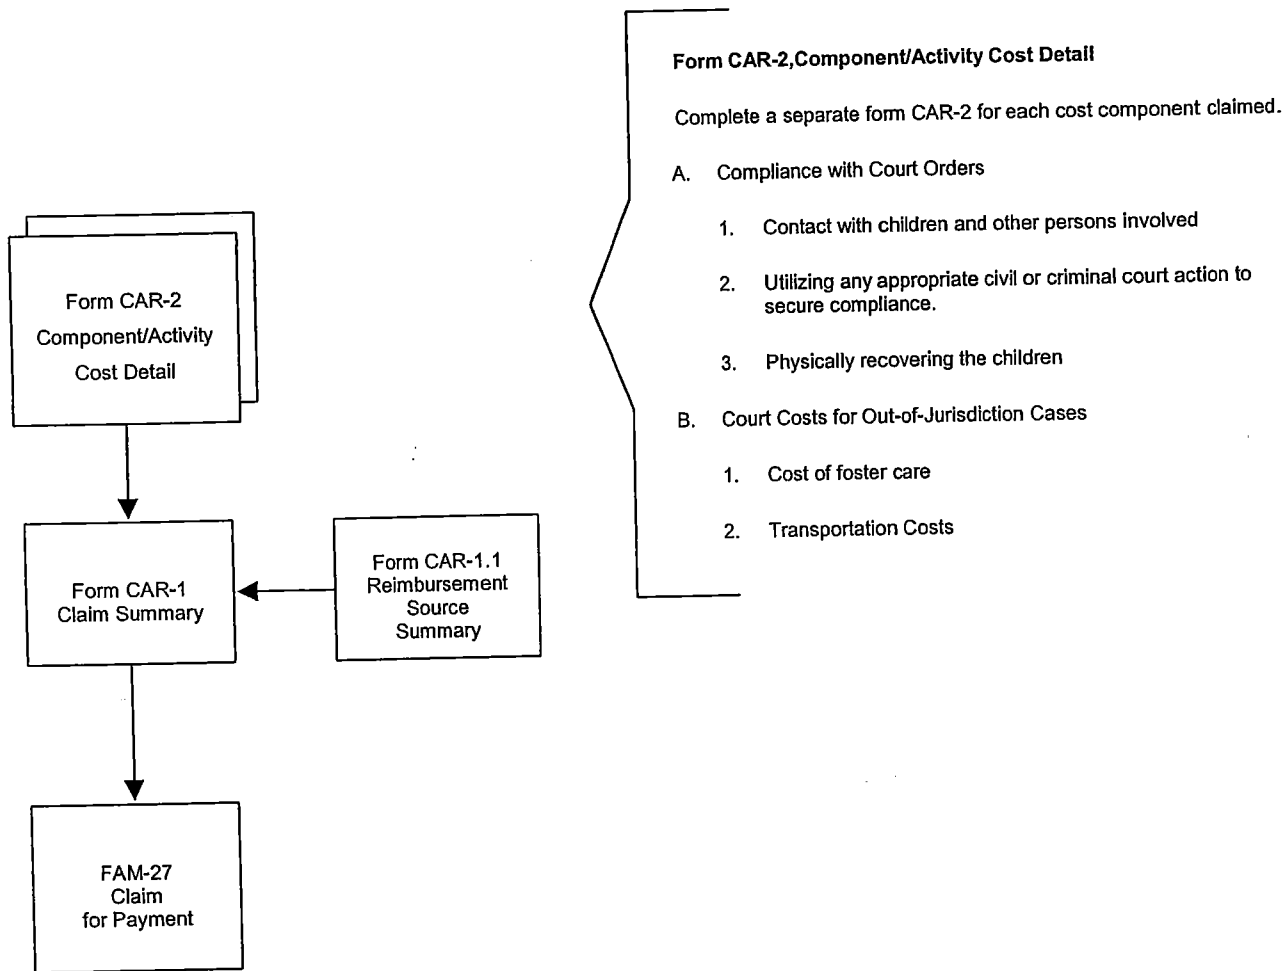 Form CAR-2
Component/Activity
Cost Detail
Form CAR-1
Claim Summary
Form CAR-1.1
Reimbursement
Source
Summary
FAM-27
Claim
for Payment
Form CAR-2,Component/Activity Cost Detail
Complete a separate form CAR-2 for each cost component claimed.
A. Compliance with Court Orders
1. Contact with children and other persons involved
2. Utilizing any appropriate civil or criminal court action to
secure compliance.
3. Physically recovering the children
B. Court Costs for Out-of-Jurisdiction Cases
1. Cost of foster care
2. Transportation Costs